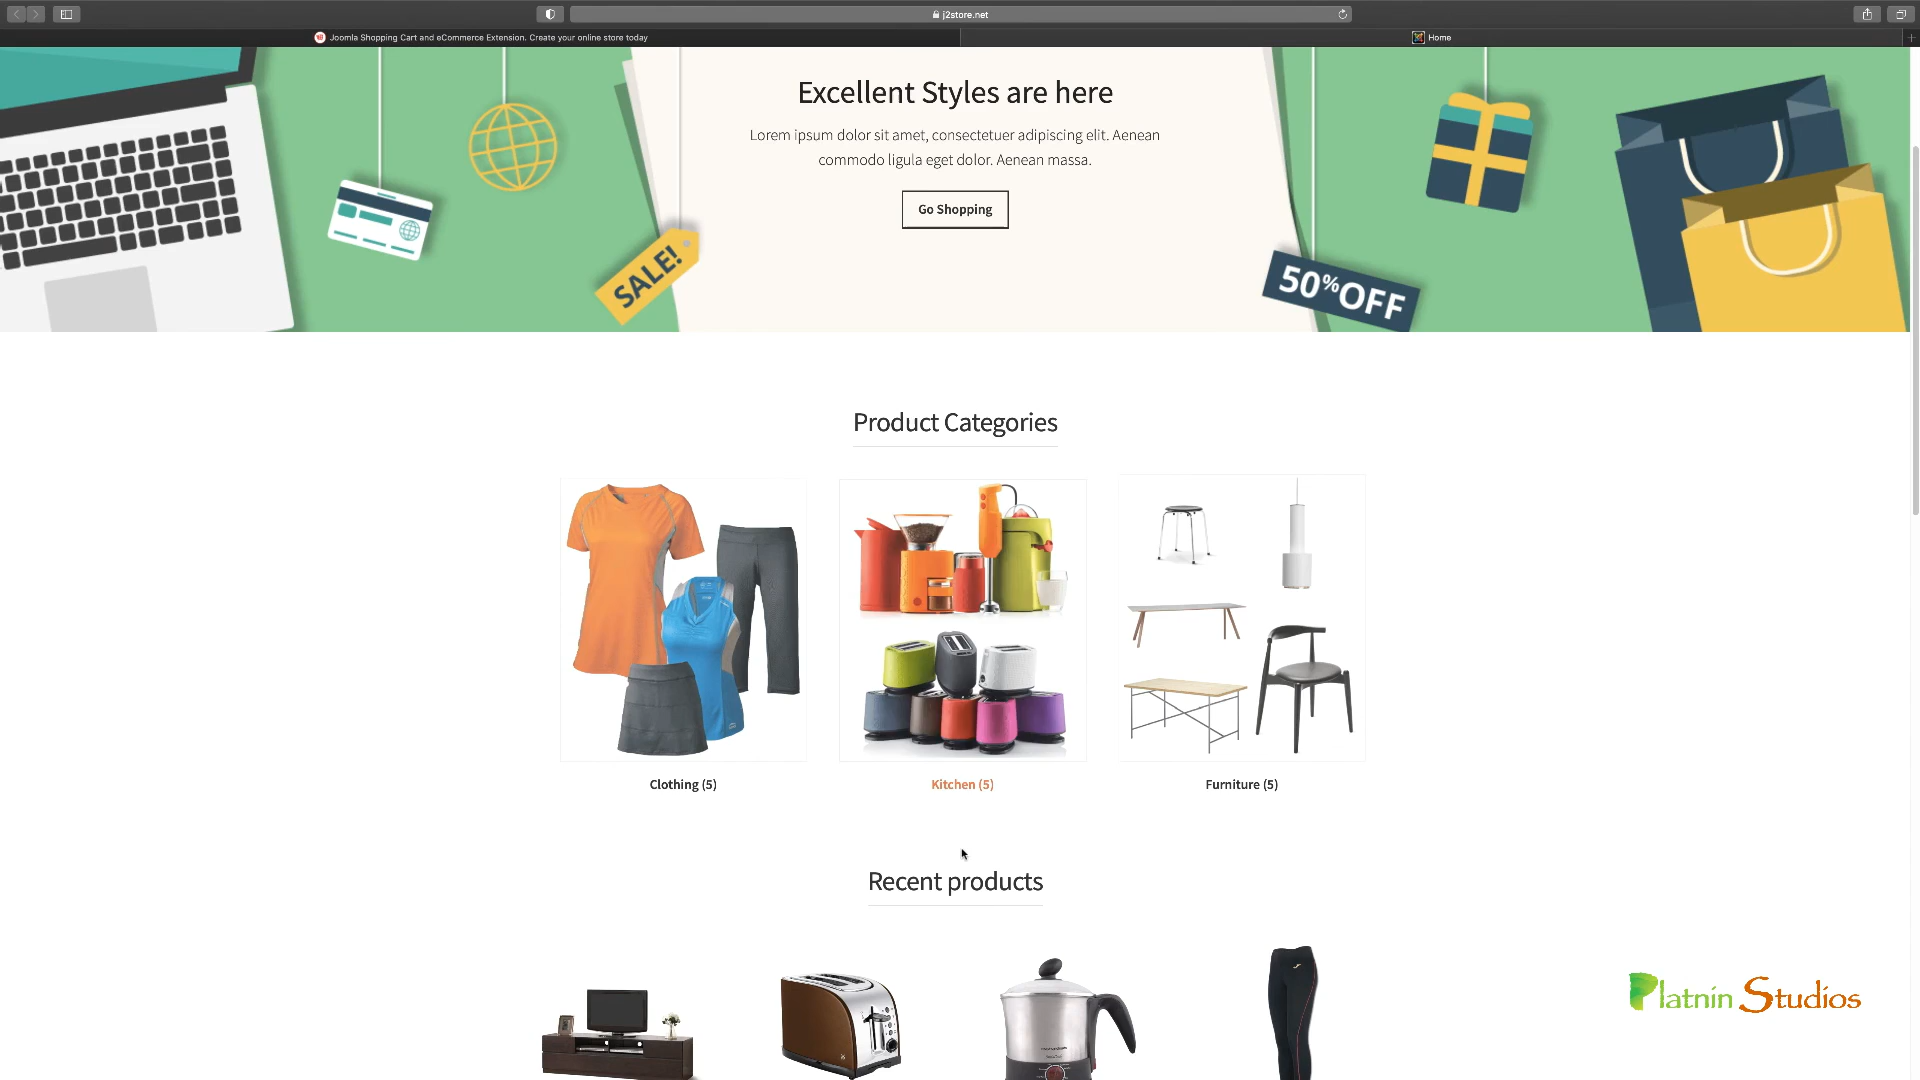 j2store.net
Joomla Shopping Cart and eCommerce Extension. Create your online store today
Home
Excellent Styles are here
Lorem ipsum dolor sit amet, consectetuer adipiscing elit. Aenean
commodo ligula eget dolor. Aenean massa.
Go Shopping
SALE!
50%OFF
Product Categories
Clothing (5)
Kitchen (5)
Furniture (5)
Recent products
Platnin Studios